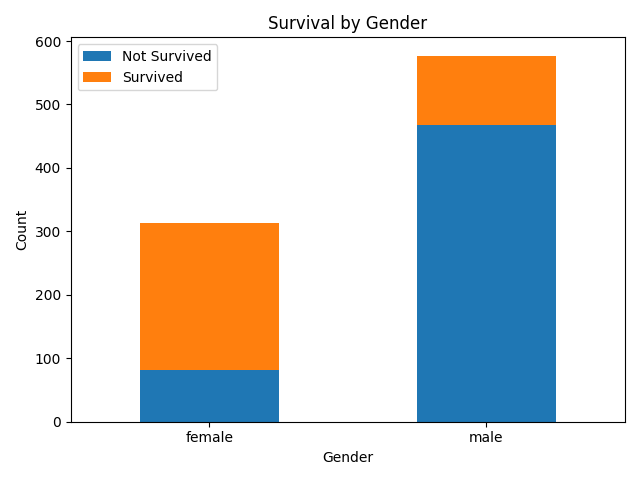 Survival by Gender
Not Survived
Survived
600
500
400
300
200
100
0
Count
female
male
Gender